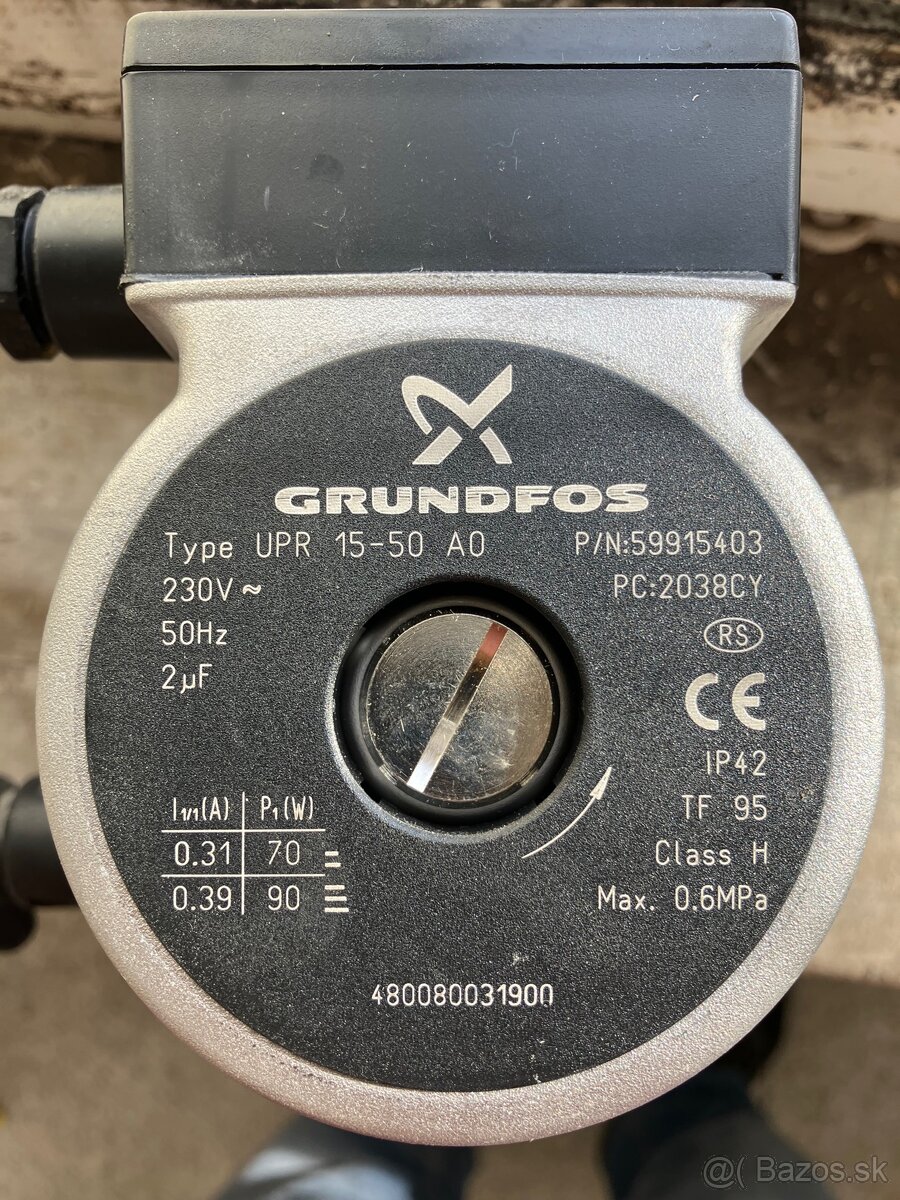 GRUNDFOS
Type UPR 15-50 AO P/N:59915403
230V ~ PC:2038CY
50Hz RS
2µF CE
IP42
TF 95
I1/1(A) P1(W)
0.31 70 Class H
0.39 90 Max. 0.6MPa
480080031900
@( Bazos.sk